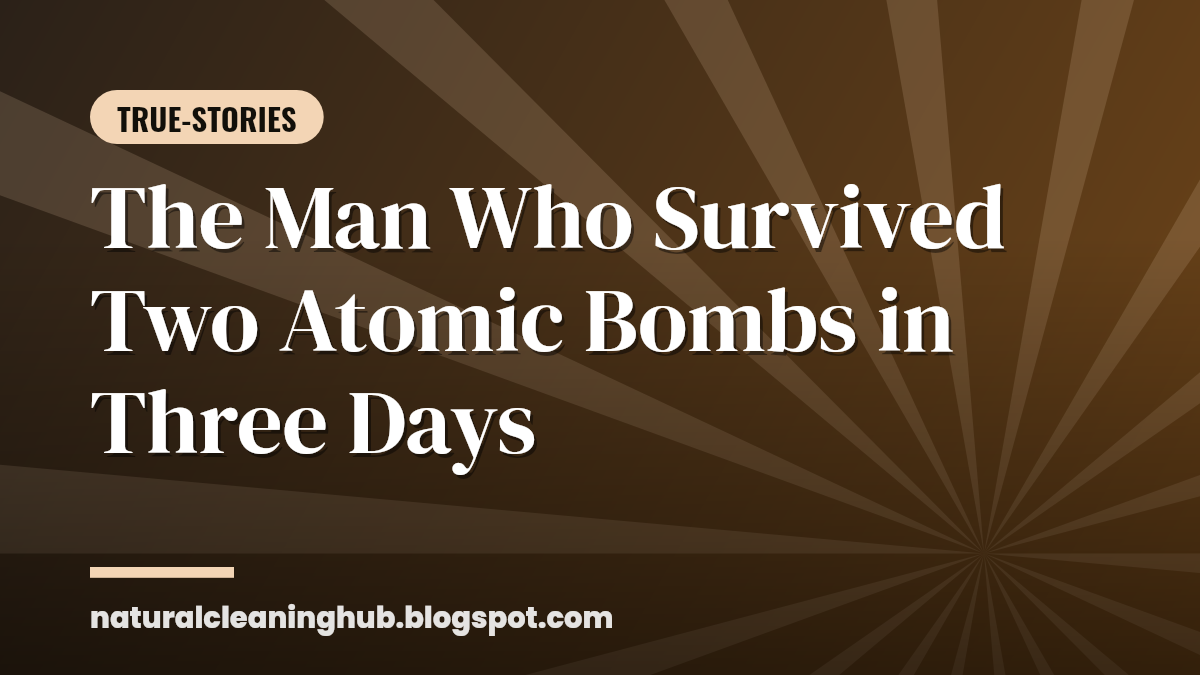 TRUE-STORIES
The Man Who Survived
Two Atomic Bombs in
Three Days
naturalcleaninghub.blogspot.com